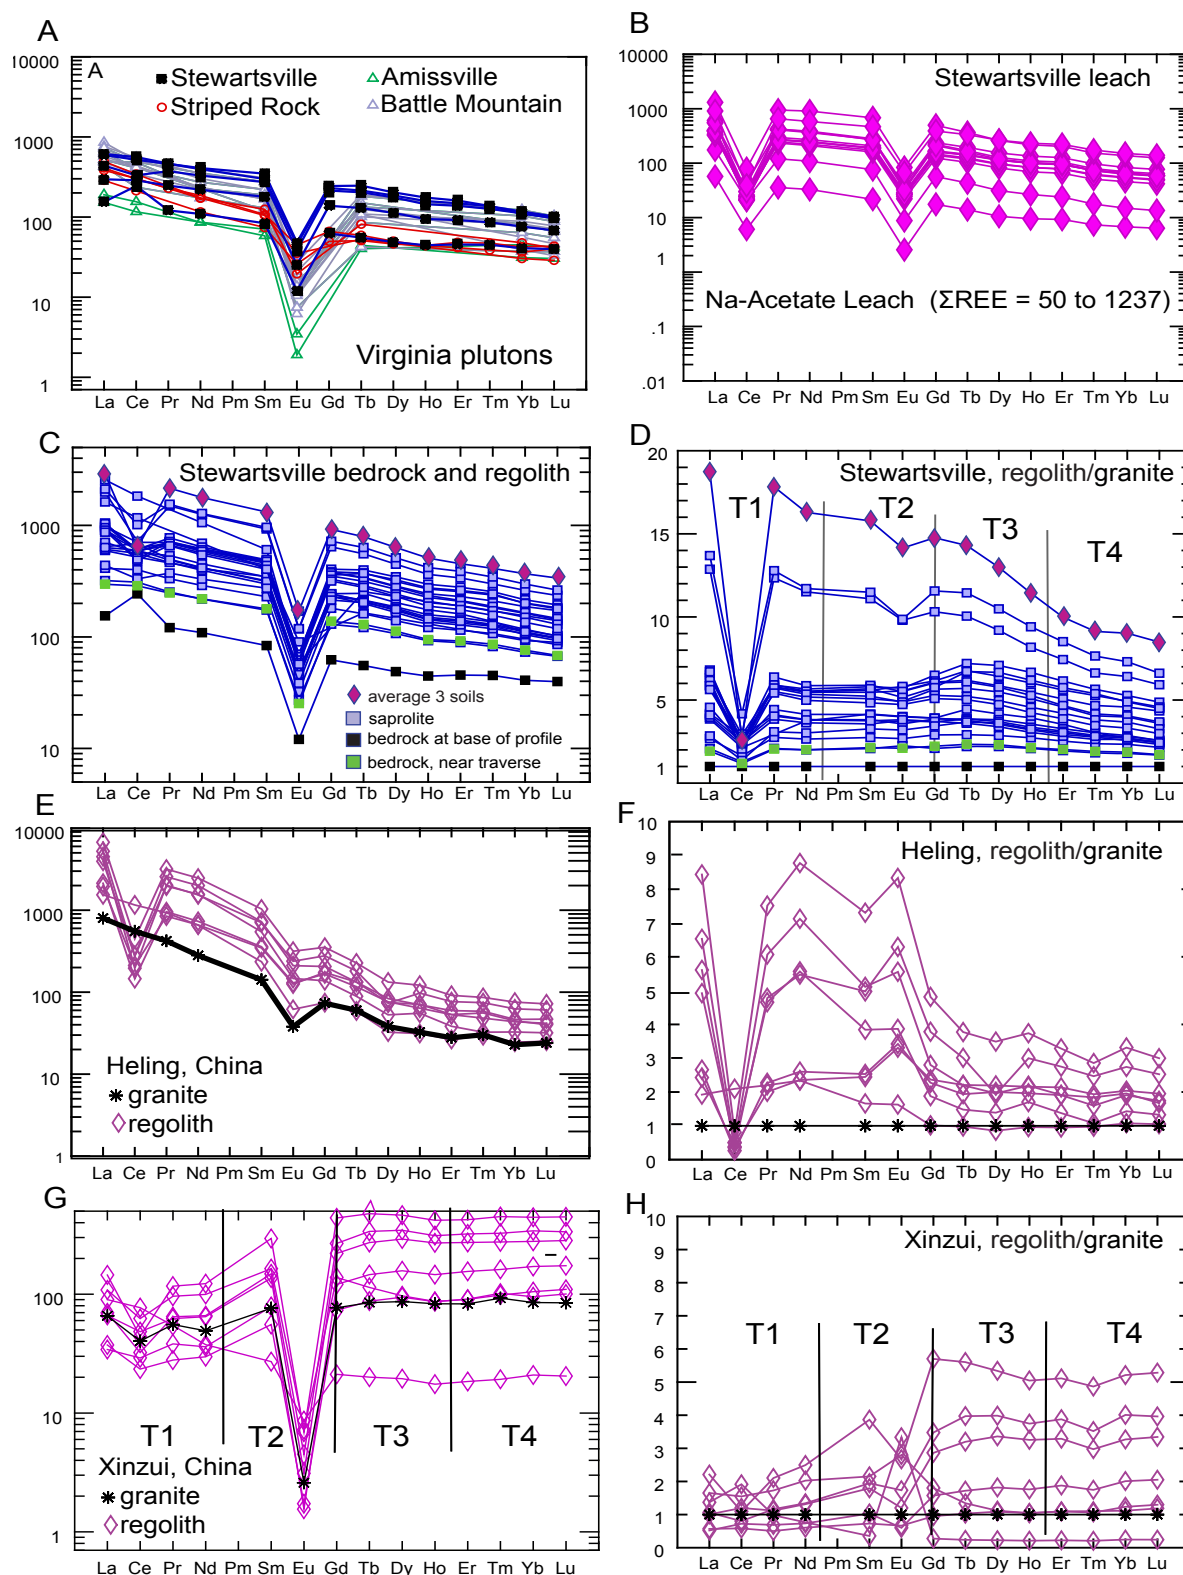 A
A
Stewartsville
Amissville
Striped Rock
Battle Mountain
10000
1000
100
10
1
Virginia plutons
La Ce Pr Nd Pm Sm Eu Gd Tb Dy Ho Er Tm Yb Lu
B
Stewartsville leach
10000
1000
100
10
1
.1
.01
Na-Acetate Leach (ΣREE = 50 to 1237)
La Ce Pr Nd Pm Sm Eu Gd Tb Dy Ho Er Tm Yb Lu
C
Stewartsville bedrock and regolith
1000
100
10
average 3 soils
saprolite
bedrock at base of profile
bedrock, near traverse
La Ce Pr Nd Pm Sm Eu Gd Tb Dy Ho Er Tm Yb Lu
D
Stewartsville, regolith/granite
20
15
10
5
1
T1
T2
T3
T4
La Ce Pr Nd Pm Sm Eu Gd Tb Dy Ho Er Tm Yb Lu
E
10000
1000
100
10
1
Heling, China
granite
regolith
La Ce Pr Nd Pm Sm Eu Gd Tb Dy Ho Er Tm Yb Lu
F
Heling, regolith/granite
10
9
8
7
6
5
4
3
2
1
0
La Ce Pr Nd Pm Sm Eu Gd Tb Dy Ho Er Tm Yb Lu
G
100
10
1
T1
T2
T3
T4
Xinzui, China
granite
regolith
La Ce Pr Nd Pm Sm Eu Gd Tb Dy Ho Er Tm Yb Lu
H
Xinzui, regolith/granite
10
9
8
7
6
5
4
3
2
1
0
T1
T2
T3
T4
La Ce Pr Nd Pm Sm Eu Gd Tb Dy Ho Er Tm Yb Lu